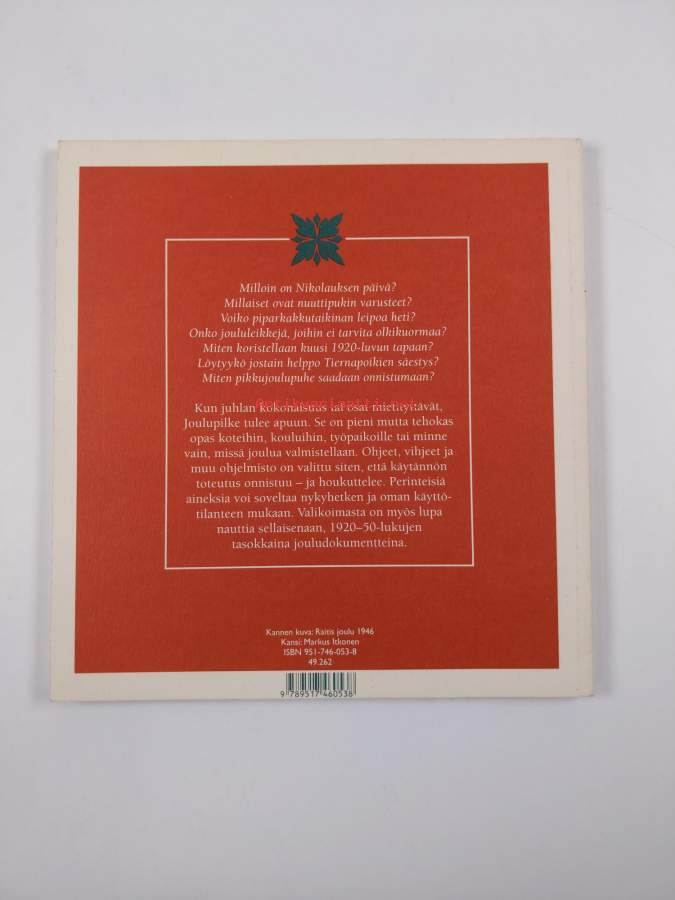 Milloin on Nikolauksen päivä?
Millaiset ovat nuuttipukin varusteet?
Voiko piparkakkutaikinan leipoa heti?
Onko joululeikkejä, joihin ei tarvita olkikuormaa?
Miten koristellaan kuusi 1920-luvun tapaan?
Löytyykö jostain helppo Tiernapoikien säestys?
Miten pikkujoulupuhe saadaan onnistumaan?
Antikvariaatti.net
Kun juhlan kokonaisuus tai osat mietityttävät,
Joulupilke tulee apuun. Se on pieni mutta tehokas
opas koteihin, kouluihin, työpaikoille tai minne
vain, missä joulua valmistellaan. Ohjeet, vihjeet ja
muu ohjelmisto on valittu siten, että käytännön
toteutus onnistuu – ja houkuttelee. Perinteisiä
aineksia voi soveltaa nykyhetken ja oman käyttö-
tilanteen mukaan. Valikoimasta on myös lupa
nauttia sellaisenaan, 1920–50-lukujen
tasokkaina jouludokumentteina.
Kannen kuva: Raitis joulu 1946
Kansi: Markus Itkonen
ISBN 951-746-053-8
49.262
9 789517 460538